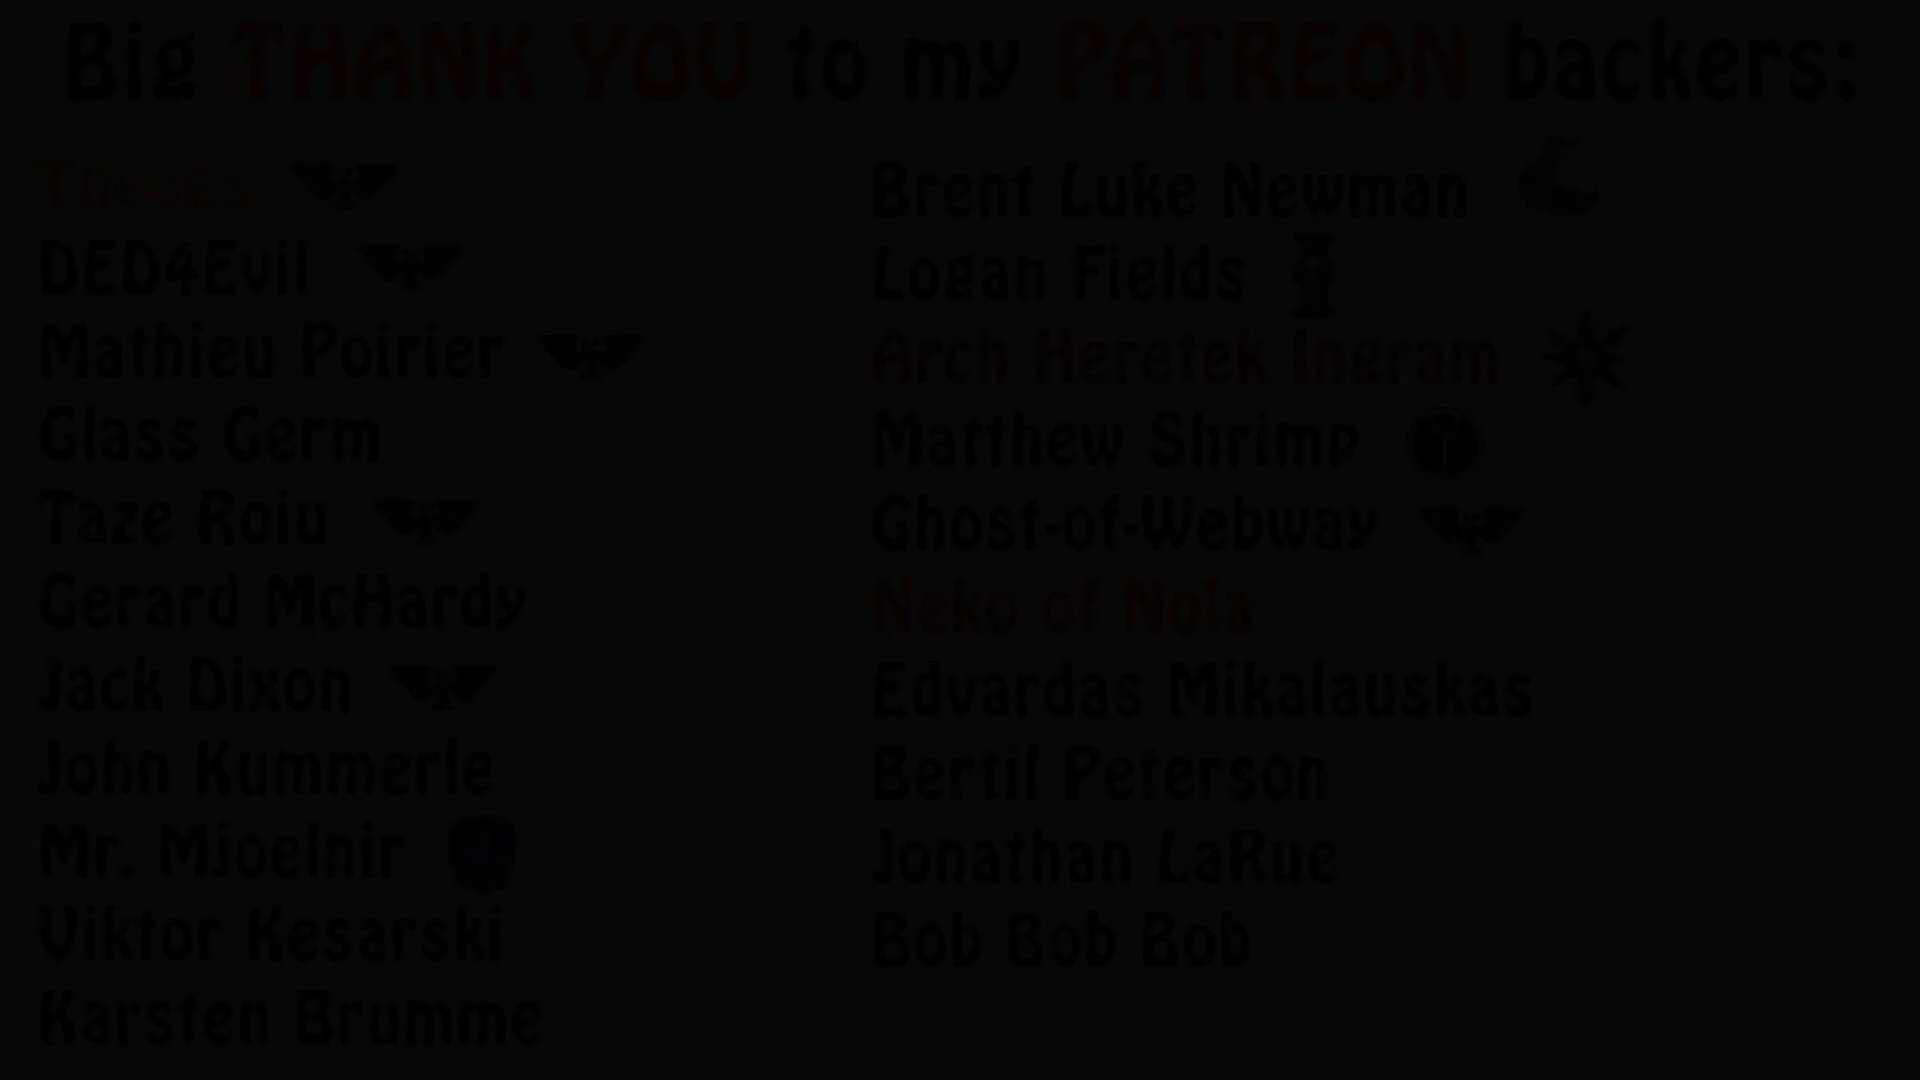 Big THANK YOU to my PATREON backers:
DED4Evil
Mathieu Poirier
Glass Germ
Taze Roiu
Gerard McHardy
Jack Dixon
John Kummerle
Mr. Mjoelnir
Viktor Kesarski
Karsten Brumme
Brent Luke Newman
Logan Fields
Arch Heretek Ingram
Matthew Shrimp
Ghost-of-Webway
Neko of Nola
Edvardas Mikalauskas
Bertil Peterson
Jonathan LaRue
Bob Bob Bob